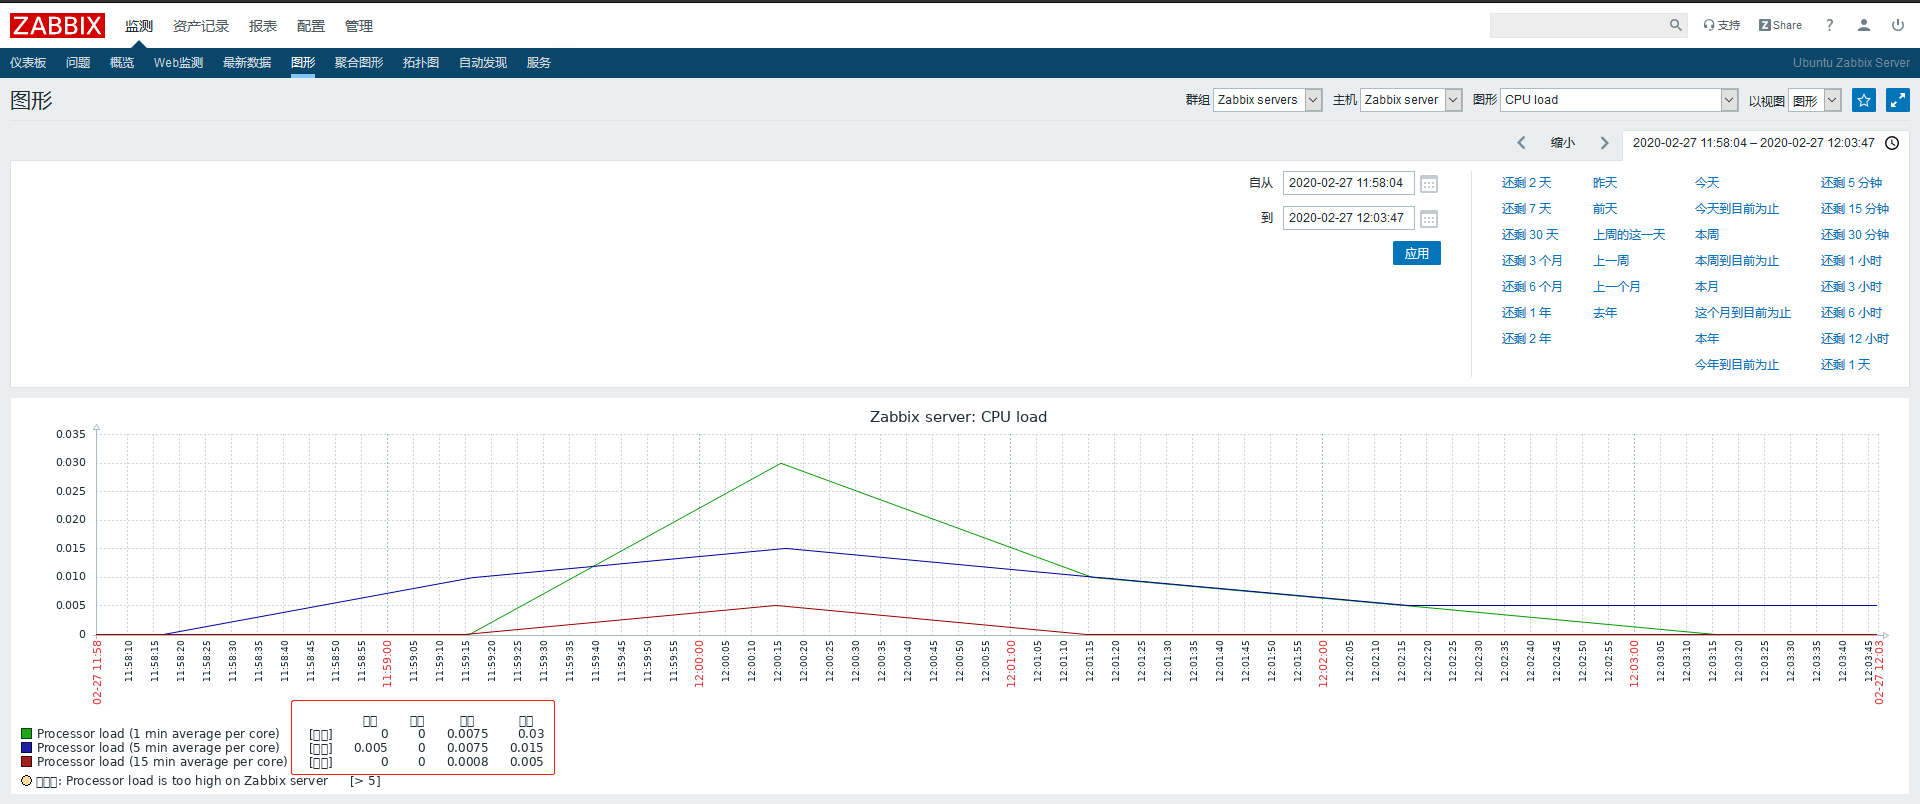 ZABBIX 监测 资产记录 报表 配置 管理 支持 Z Share ?
仪表板 问题 概览 Web监测 最新数据 图形 聚合图形 拓扑图 自动发现 服务 Ubuntu Zabbix Server
图形 群组 Zabbix servers 主机 Zabbix server 图形 CPU load 以视图 图形
缩小 2020-02-27 11:58:04 – 2020-02-27 12:03:47
自从 2020-02-27 11:58:04
到 2020-02-27 12:03:47
应用
还剩 2 天 昨天 今天 还剩 5 分钟
还剩 7 天 前天 今天到目前为止 还剩 15 分钟
还剩 30 天 上周的这一天 本周 还剩 30 分钟
还剩 3 个月 上一周 本周到目前为止 还剩 1 小时
还剩 6 个月 上一个月 本月 还剩 3 小时
还剩 1 年 去年 这个月到目前为止 还剩 6 小时
还剩 2 年 本年 还剩 12 小时
今年到目前为止 还剩 1 天
Zabbix server: CPU load
0.035
0.030
0.025
0.020
0.015
0.010
0.005
0
02-27 11:58 11:58:10 11:58:15 11:58:20 11:58:25 11:58:30 11:58:35 11:58:40 11:58:45 11:58:50 11:58:55 11:59:00 11:59:05 11:59:10 11:59:15 11:59:20 11:59:25 11:59:30 11:59:35 11:59:40 11:59:45 11:59:50 11:59:55 12:00:00 12:00:05 12:00:10 12:00:15 12:00:20 12:00:25 12:00:30 12:00:35 12:00:40 12:00:45 12:00:50 12:00:55 12:01:00 12:01:05 12:01:10 12:01:15 12:01:20 12:01:25 12:01:30 12:01:35 12:01:40 12:01:45 12:01:50 12:01:55 12:02:00 12:02:05 12:02:10 12:02:15 12:02:20 12:02:25 12:02:30 12:02:35 12:02:40 12:02:45 12:02:50 12:02:55 12:03:00 12:03:05 12:03:10 12:03:15 12:03:20 12:03:25 12:03:30 12:03:35 12:03:40 12:03:45 02-27 12:03
□□ □□ □□ □□
Processor load (1 min average per core) [□□] 0 0 0.0075 0.03
Processor load (5 min average per core) [□□] 0.005 0 0.0075 0.015
Processor load (15 min average per core) [□□] 0 0 0.0008 0.005
□□□: Processor load is too high on Zabbix server [> 5]